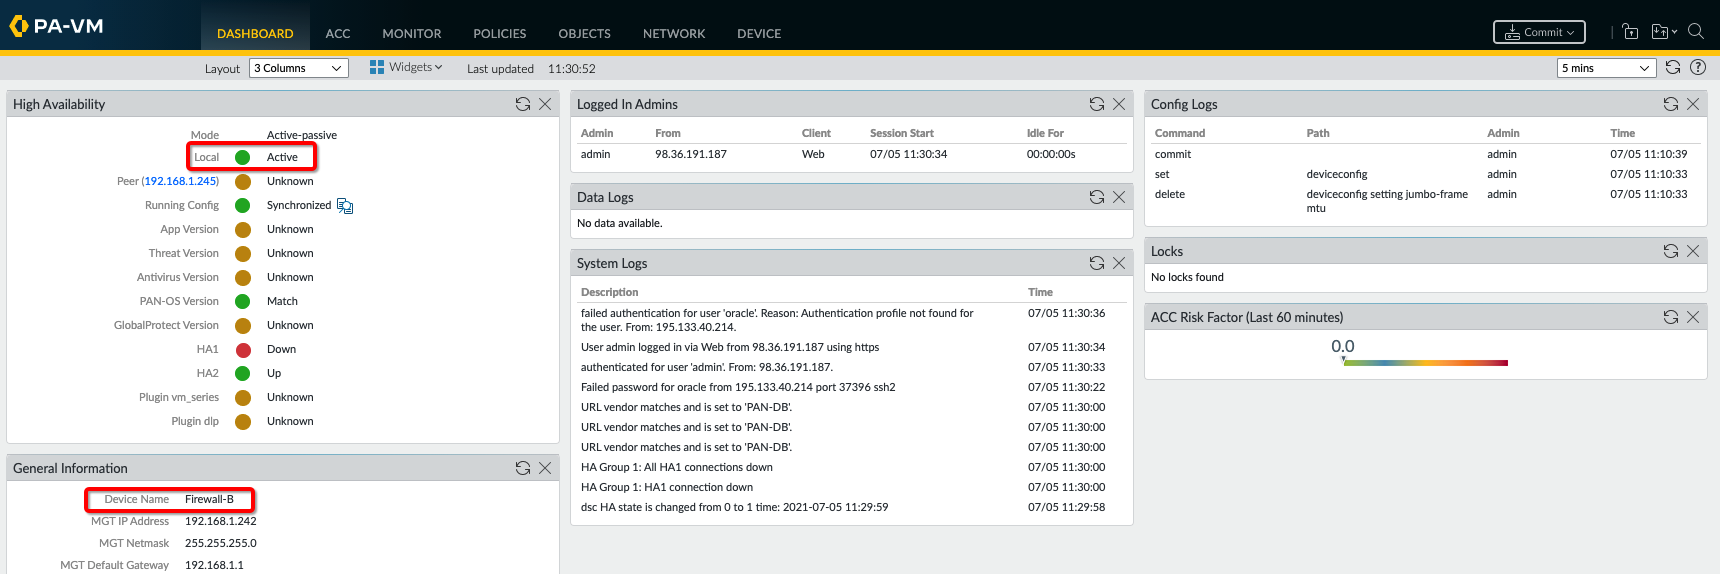 PA-VM
DASHBOARD ACC MONITOR POLICIES OBJECTS NETWORK DEVICE Commit
Layout 3 Columns Widgets Last updated 11:30:52 5 mins
High Availability
Mode Active-passive
Local Active
Peer (192.168.1.245) Unknown
Running Config Synchronized
App Version Unknown
Threat Version Unknown
Antivirus Version Unknown
PAN-OS Version Match
GlobalProtect Version Unknown
HA1 Down
HA2 Up
Plugin vm_series Unknown
Plugin dlp Unknown
General Information
Device Name Firewall-B
MGT IP Address 192.168.1.242
MGT Netmask 255.255.255.0
MGT Default Gateway 192.168.1.1
Logged In Admins
Admin From Client Session Start Idle For
admin 98.36.191.187 Web 07/05 11:30:34 00:00:00s
Data Logs
No data available.
System Logs
Description Time
failed authentication for user 'oracle'. Reason: Authentication profile not found for 07/05 11:30:36
the user. From: 195.133.40.214.
User admin logged in via Web from 98.36.191.187 using https 07/05 11:30:34
authenticated for user 'admin'. From: 98.36.191.187. 07/05 11:30:33
Failed password for oracle from 195.133.40.214 port 37396 ssh2 07/05 11:30:22
URL vendor matches and is set to 'PAN-DB'. 07/05 11:30:00
URL vendor matches and is set to 'PAN-DB'. 07/05 11:30:00
URL vendor matches and is set to 'PAN-DB'. 07/05 11:30:00
HA Group 1: All HA1 connections down 07/05 11:30:00
HA Group 1: HA1 connection down 07/05 11:30:00
dsc HA state is changed from 0 to 1 time: 2021-07-05 11:29:59 07/05 11:29:58
Config Logs
Command Path Admin Time
commit admin 07/05 11:10:39
set deviceconfig admin 07/05 11:10:33
delete deviceconfig setting jumbo-frame admin 07/05 11:10:33
mtu
Locks
No locks found
ACC Risk Factor (Last 60 minutes)
0.0